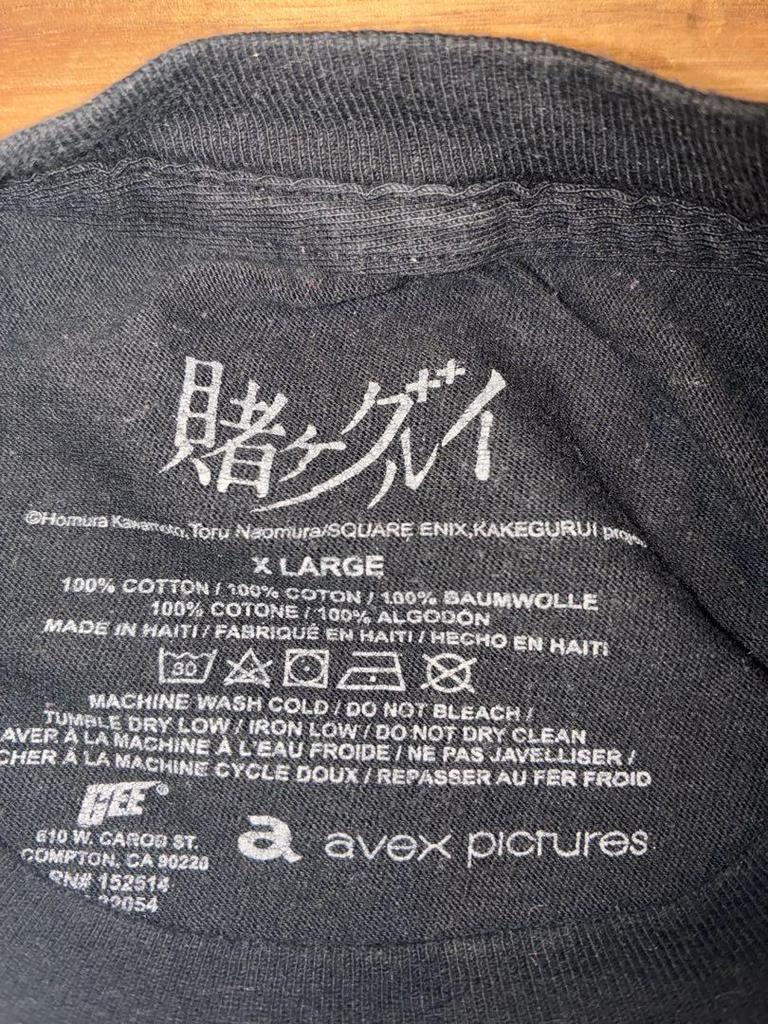 賭ケグルイ
©Homura Kawamoto, Toru Naomura/SQUARE ENIX,KAKEGURUI project
X LARGE
100% COTTON / 100% COTON / 100% BAUMWOLLE
100% COTONE / 100% ALGODÓN
MADE IN HAITI / FABRIQUÉ EN HAITI / HECHO EN HAITI
30
MACHINE WASH COLD / DO NOT BLEACH /
TUMBLE DRY LOW / IRON LOW / DO NOT DRY CLEAN
AVER À LA MACHINE À L'EAU FROIDE / NE PAS JAVELLISER /
CHER À LA MACHINE CYCLE DOUX / REPASSER AU FER FROID
GEE®
610 W. CAROB ST.
COMPTON, CA 90220
RN# 152514
22054
a avex pictures